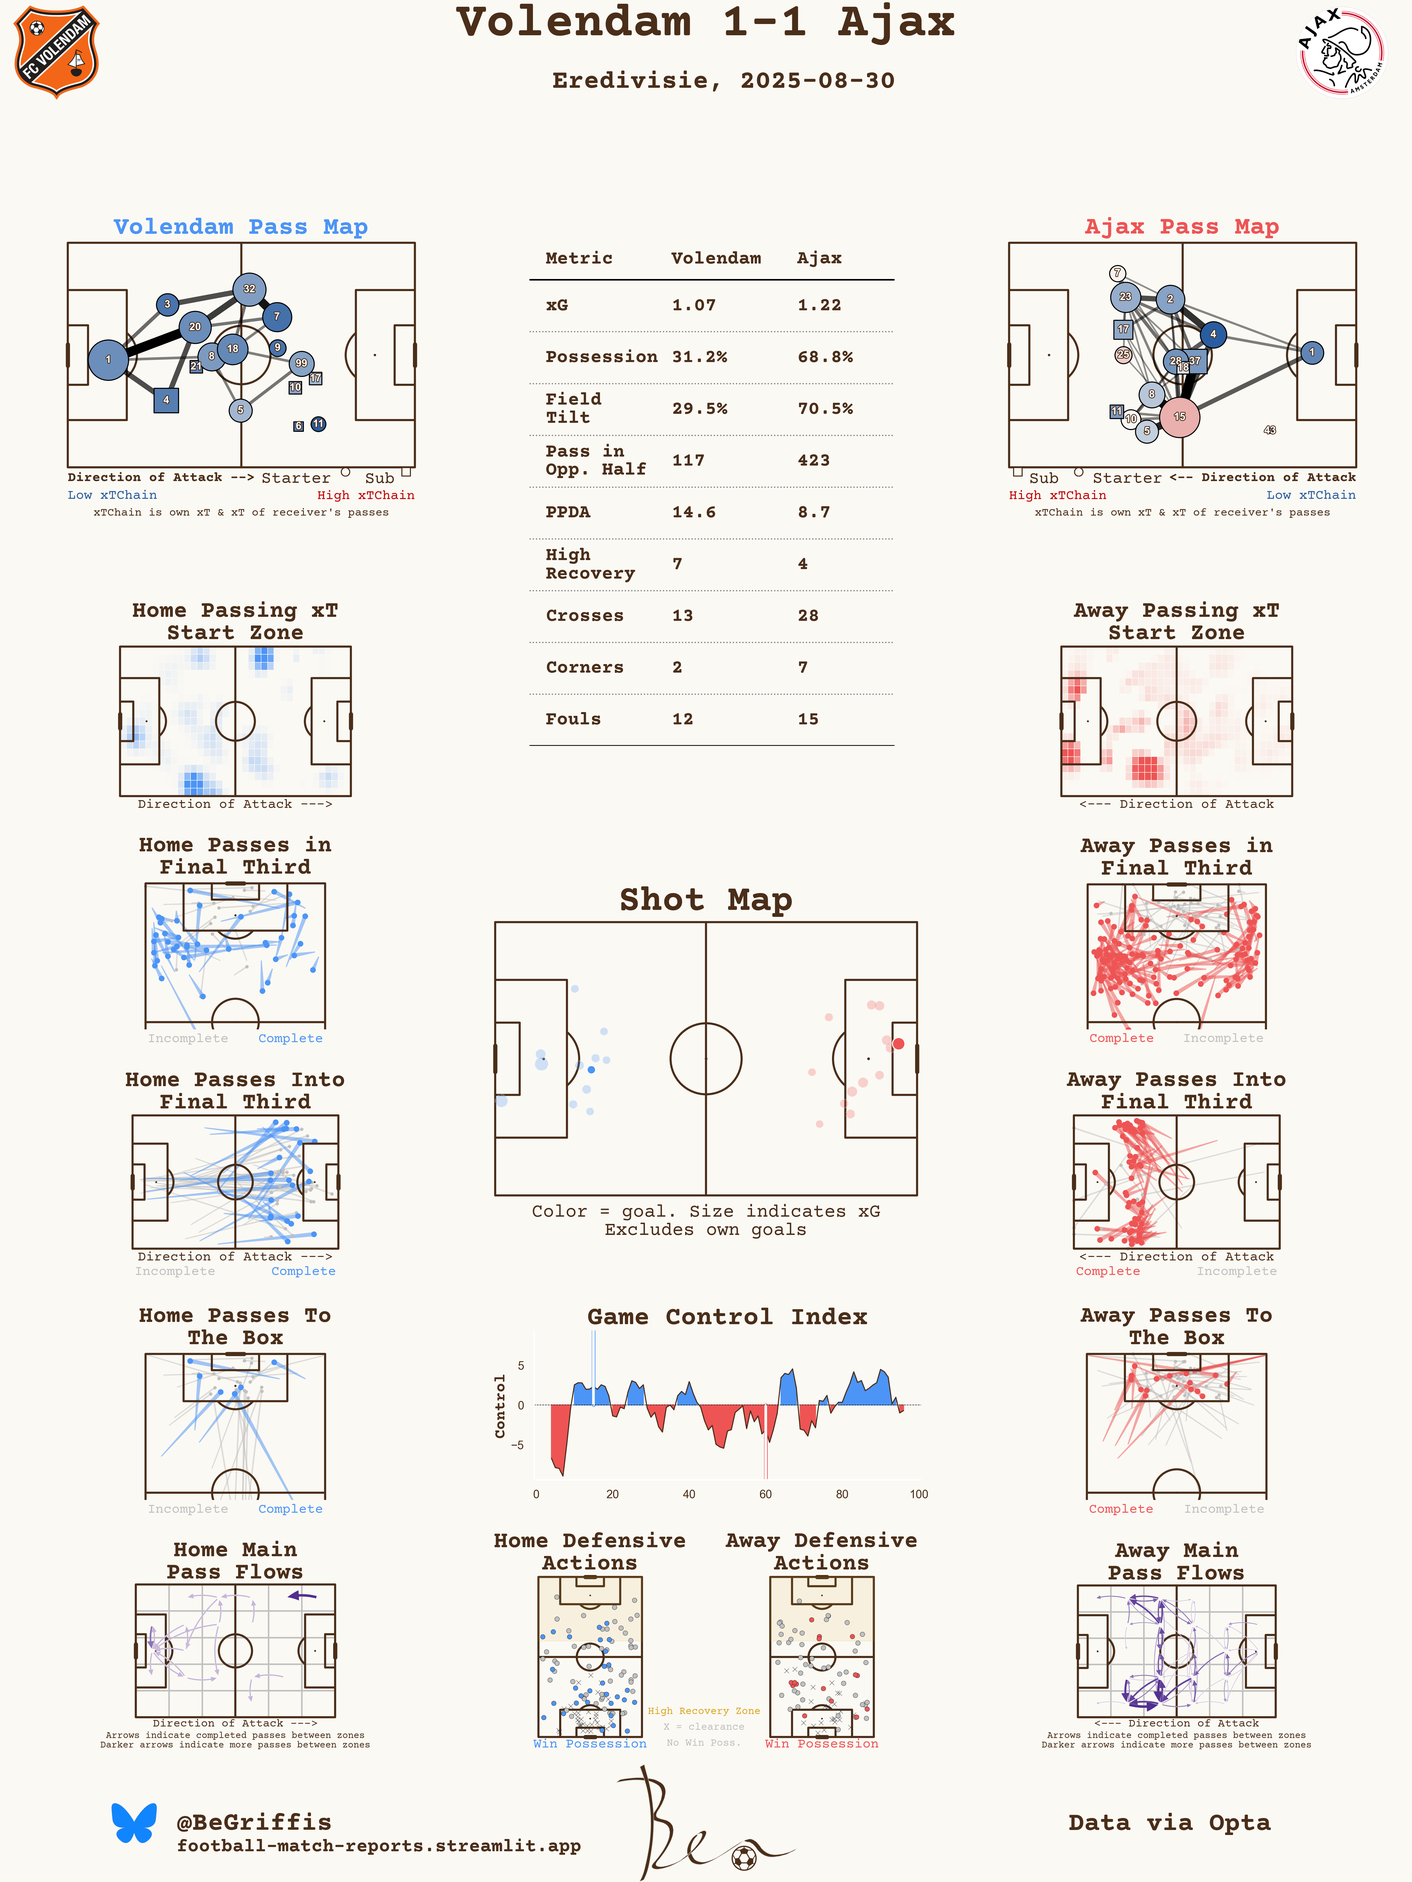 Volendam 1-1 Ajax
Eredivisie, 2025-08-30
FC VOLENDAM
AJAX
AMSTERDAM
Volendam Pass Map
3
32
7
20
1
8
18
9
21
99
17
10
4
5
6
11
Direction of Attack --> Starter Sub
Low xTChain High xTChain
xTChain is own xT & xT of receiver's passes
Metric Volendam Ajax
xG 1.07 1.22
Possession 31.2% 68.8%
Field
Tilt 29.5% 70.5%
Pass in
Opp. Half 117 423
PPDA 14.6 8.7
High
Recovery 7 4
Crosses 13 28
Corners 2 7
Fouls 12 15
Ajax Pass Map
7
23
2
17
4
25
28
37
18
1
8
11
10
15
5
43
Sub Starter <-- Direction of Attack
High xTChain Low xTChain
xTChain is own xT & xT of receiver's passes
Home Passing xT
Start Zone
Direction of Attack --->
Away Passing xT
Start Zone
<--- Direction of Attack
Home Passes in
Final Third
Incomplete Complete
Away Passes in
Final Third
Complete Incomplete
Shot Map
Color = goal. Size indicates xG
Excludes own goals
Home Passes Into
Final Third
Direction of Attack --->
Incomplete Complete
Away Passes Into
Final Third
<--- Direction of Attack
Complete Incomplete
Home Passes To
The Box
Incomplete Complete
Game Control Index
Control
5
0
−5
0 20 40 60 80 100
Away Passes To
The Box
Complete Incomplete
Home Main
Pass Flows
Direction of Attack --->
Arrows indicate completed passes between zones
Darker arrows indicate more passes between zones
Home Defensive
Actions
Win Possession
High Recovery Zone
X = clearance
No Win Poss.
Away Defensive
Actions
Win Possession
Away Main
Pass Flows
<--- Direction of Attack
Arrows indicate completed passes between zones
Darker arrows indicate more passes between zones
@BeGriffis
football-match-reports.streamlit.app
Ben
Data via Opta